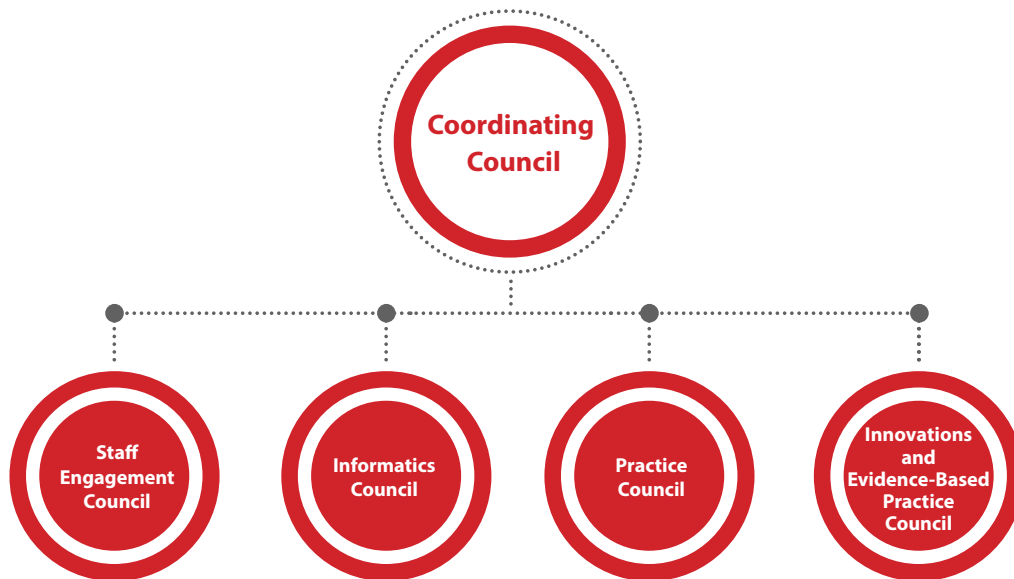 Coordinating
Council
Staff
Engagement
Council
Informatics
Council
Practice
Council
Innovations
and
Evidence-Based
Practice
Council